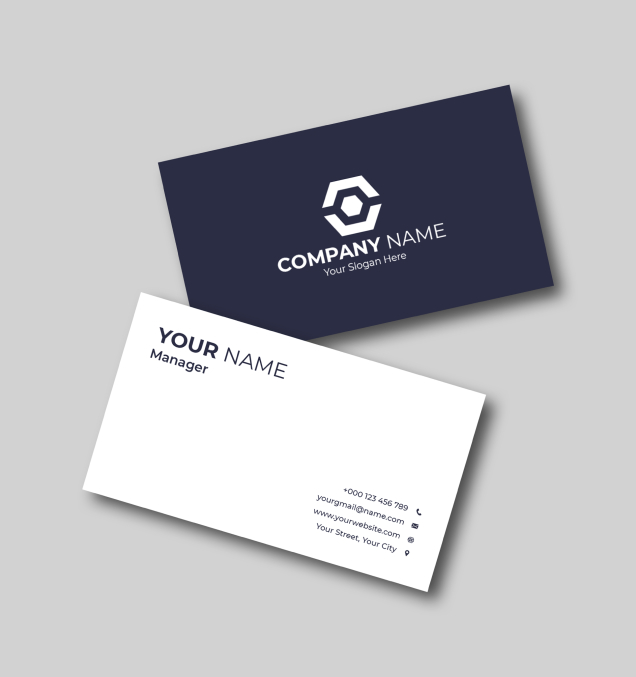 COMPANY NAME
Your Slogan Here
YOUR NAME
Manager
+000 123 456 789
yourgmail@name.com
www.yourwebsite.com
Your Street, Your City